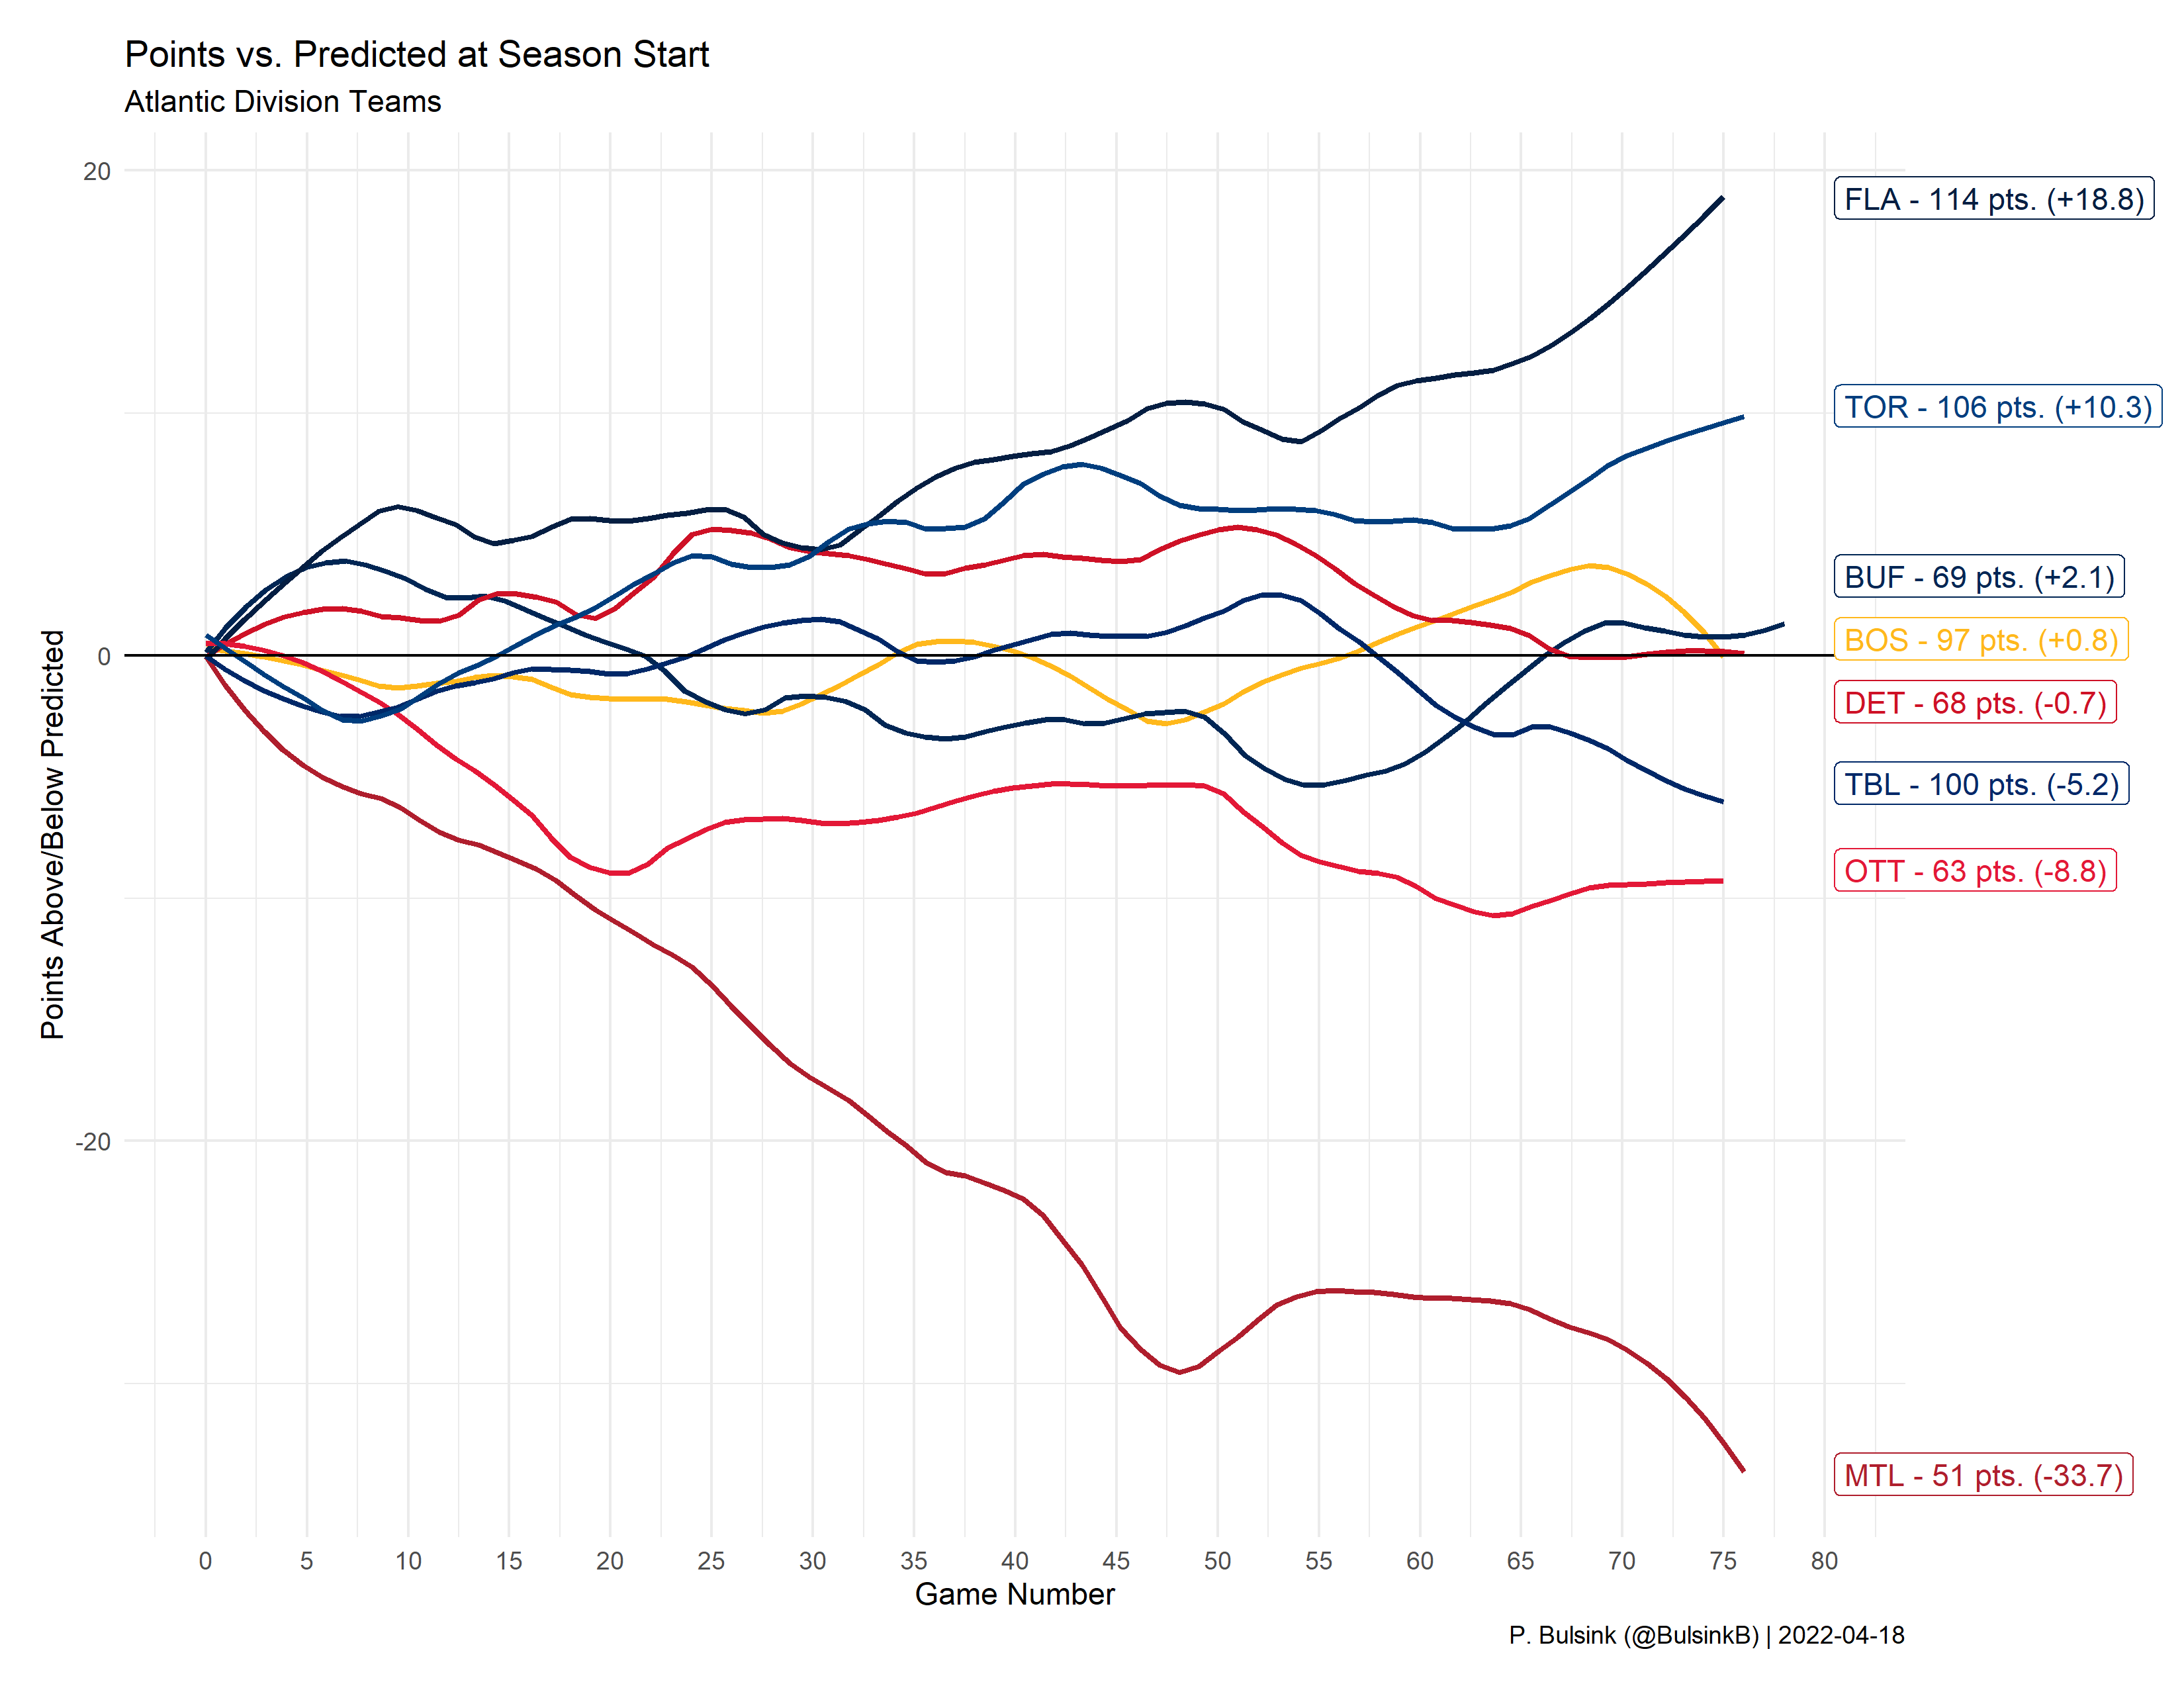 Points vs. Predicted at Season Start
Atlantic Division Teams
20
0
-20
Points Above/Below Predicted
FLA - 114 pts. (+18.8)
TOR - 106 pts. (+10.3)
BUF - 69 pts. (+2.1)
BOS - 97 pts. (+0.8)
DET - 68 pts. (-0.7)
TBL - 100 pts. (-5.2)
OTT - 63 pts. (-8.8)
MTL - 51 pts. (-33.7)
0 5 10 15 20 25 30 35 40 45 50 55 60 65 70 75 80
Game Number
P. Bulsink (@BulsinkB) | 2022-04-18